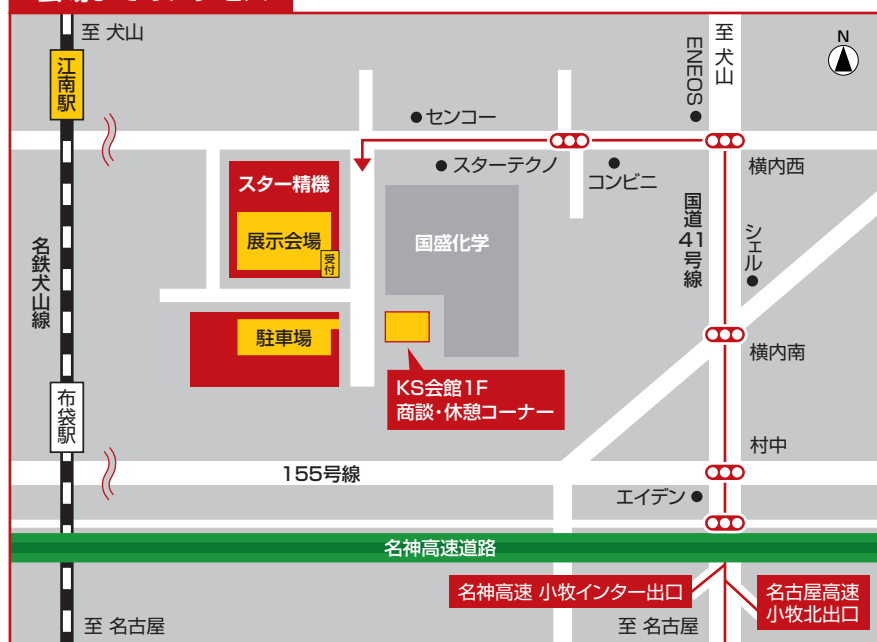 至 犬山
江南駅
センコー
ENEOS
至 犬山
N
スターテクノ
コンビニ
横内西
スター精機
展示会場
受付
国盛化学
国道41号線
シェル
名鉄犬山線
駐車場
横内南
KS会館1F
商談・休憩コーナー
布袋駅
155号線
村中
エイデン
名神高速道路
名神高速 小牧インター出口
名古屋高速
小牧北出口
至 名古屋
至 名古屋